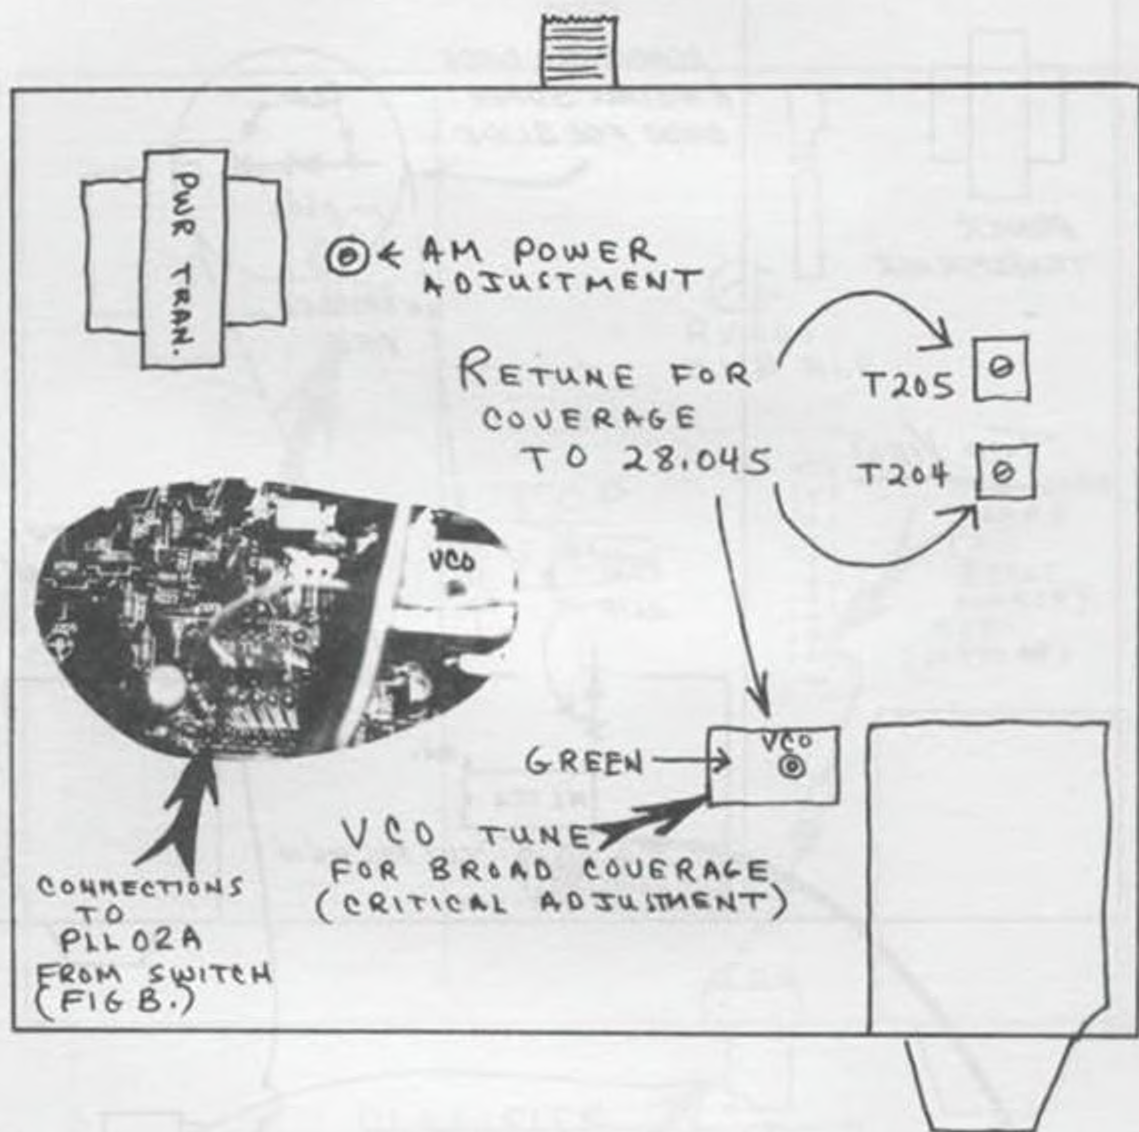 PWR TRAN.
AM POWER
ADJUSTMENT
RETUNE FOR
COVERAGE
TO 28.045
T205
T204
VCO
VCO
GREEN
VCO TUNE
FOR BROAD COVERAGE
(CRITICAL ADJUSTMENT)
CONNECTIONS
TO
PLL02A
FROM SWITCH
(FIG B.)